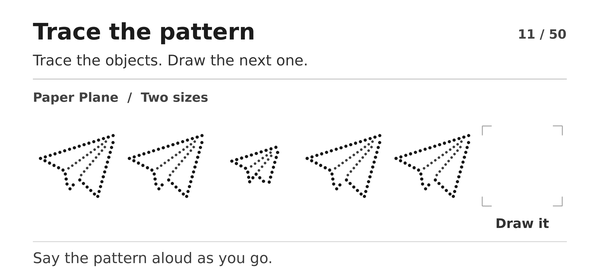 Trace the pattern
11 / 50
Trace the objects. Draw the next one.
Paper Plane / Two sizes
Draw it
Say the pattern aloud as you go.